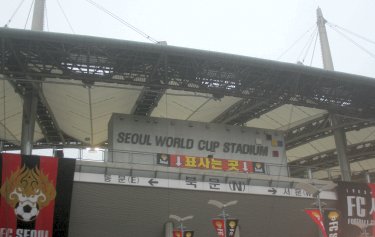 SEOUL WORLD CUP STADIUM
표 사는 곳
동문(E) ← 북문(N) → 서문(W)
FC SEOUL
FC